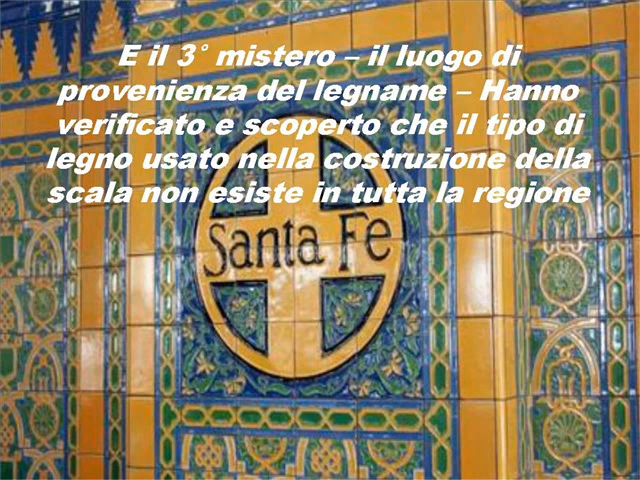 E il 3° mistero – il luogo di
provenienza del legname – Hanno
verificato e scoperto che il tipo di
legno usato nella costruzione della
scala non esiste in tutta la regione
Santa Fe